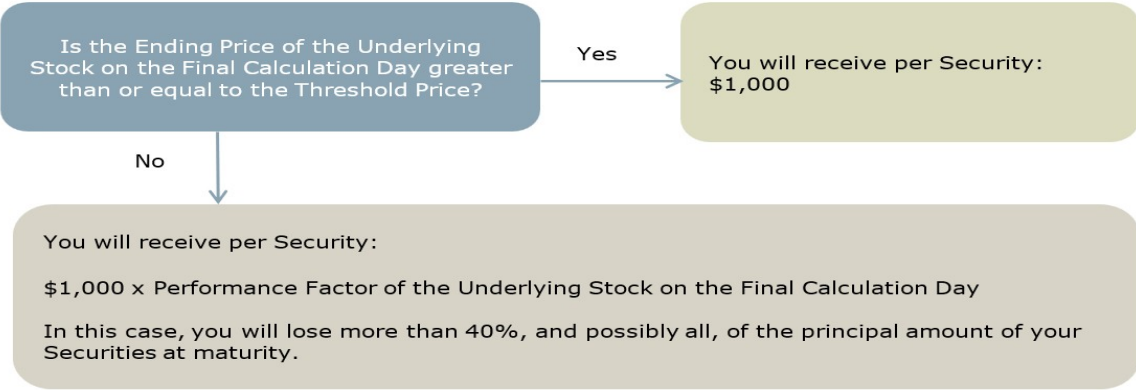 Is the Ending Price of the Underlying
Stock on the Final Calculation Day greater
than or equal to the Threshold Price?
Yes
You will receive per Security:
$1,000
No
You will receive per Security:
$1,000 x Performance Factor of the Underlying Stock on the Final Calculation Day
In this case, you will lose more than 40%, and possibly all, of the principal amount of your
Securities at maturity.